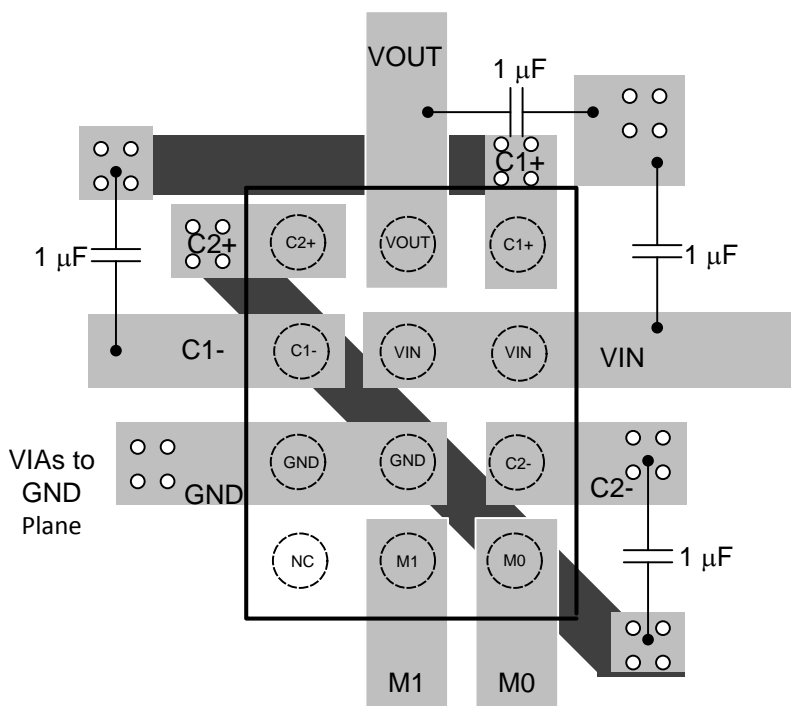 VOUT
1 μF
C1+
C2+
C2+
VOUT
C1+
1 μF
1 μF
C1-
C1-
VIN
VIN
VIN
VIAs to
GND
Plane
GND
GND
GND
C2-
C2-
NC
M1
M0
1 μF
M1
M0